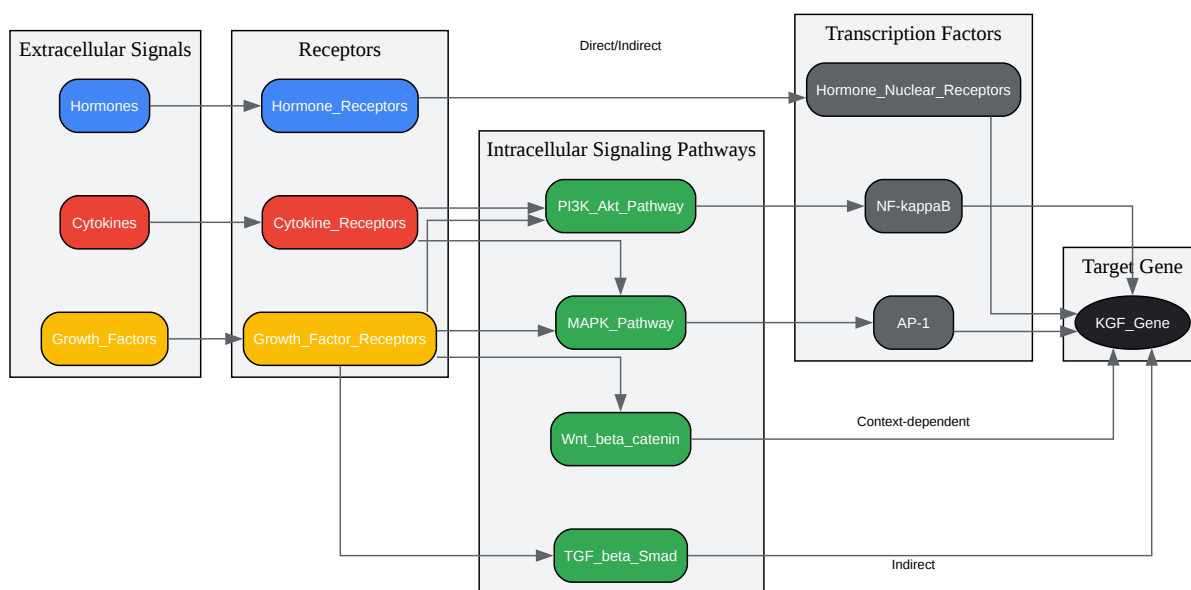 Extracellular Signals
Hormones
Cytokines
Growth_Factors
Receptors
Hormone_Receptors
Cytokine_Receptors
Growth_Factor_Receptors
Direct/Indirect
Intracellular Signaling Pathways
PI3K_Akt_Pathway
MAPK_Pathway
Wnt_beta_catenin
TGF_beta_Smad
Transcription Factors
Hormone_Nuclear_Receptors
NF-kappaB
AP-1
Context-dependent
Indirect
Target Gene
KGF_Gene